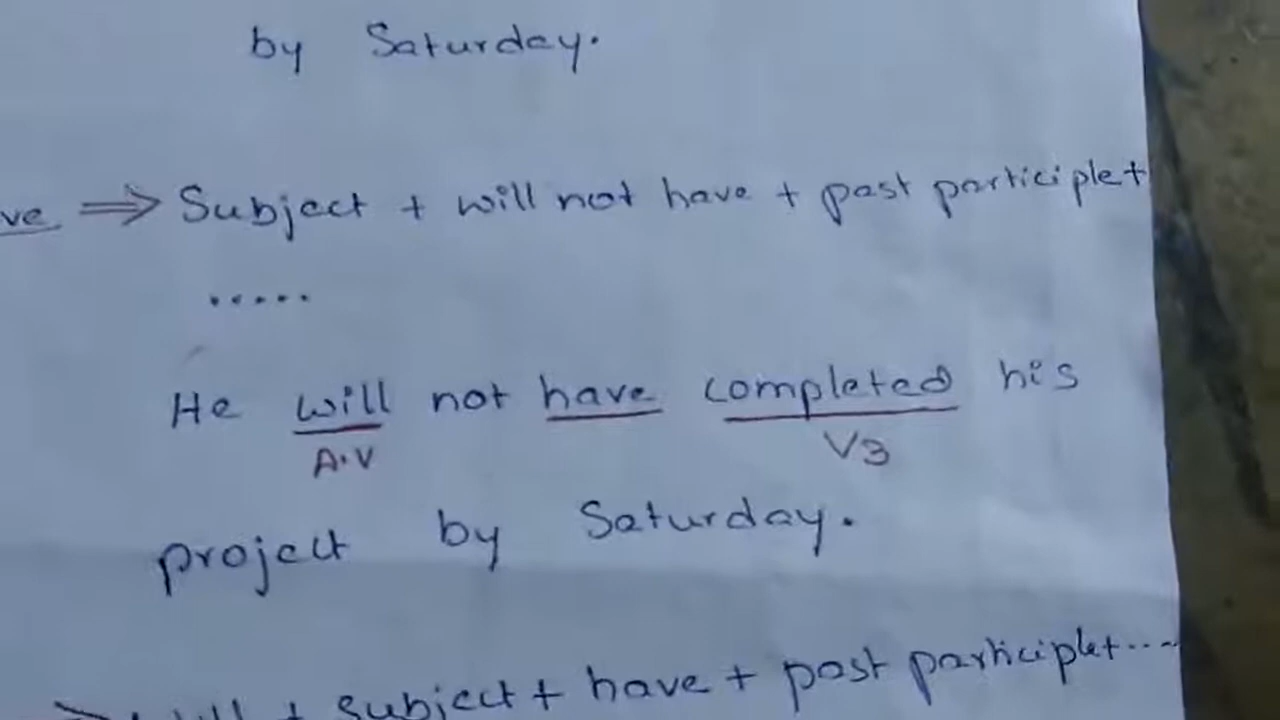 by Saturday.
ve ⇒ Subject + will not have + past participle +
.....
He will not have completed his
A.V V3
project by Saturday.
will + subject + have + past participle + ....